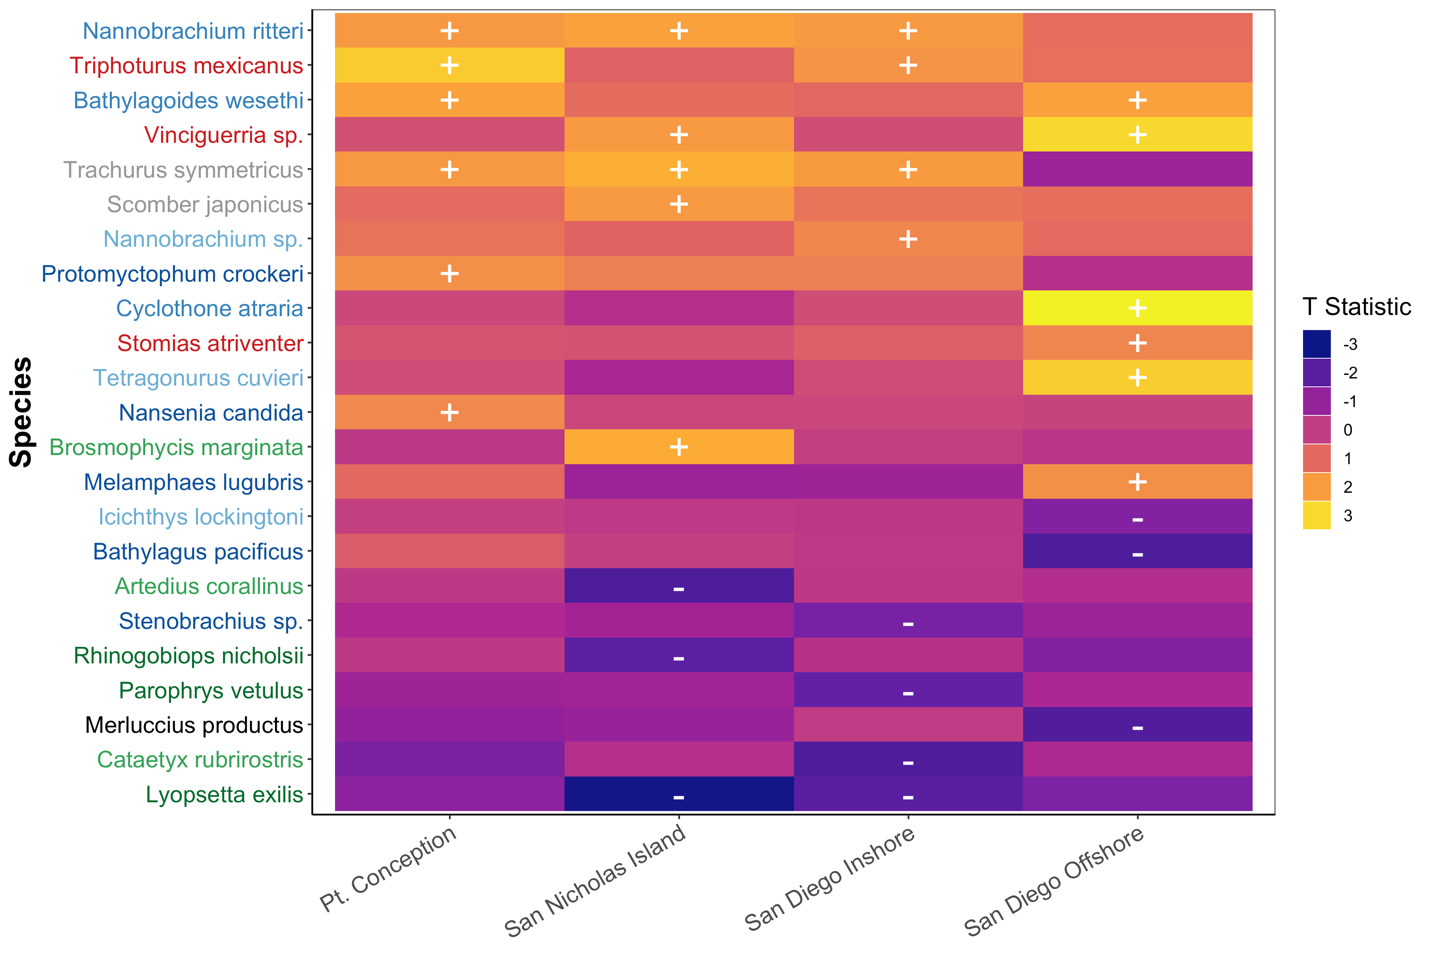 Species
Nannobrachium ritteri + + +
Triphoturus mexicanus + +
Bathylagoides wesethi + +
Vinciguerria sp. + +
Trachurus symmetricus + + +
Scomber japonicus +
Nannobrachium sp. +
Protomyctophum crockeri +
Cyclothone atraria +
Stomias atriventer +
Tetragonurus cuvieri +
Nansenia candida +
Brosmophycis marginata +
Melamphaes lugubris +
Icichthys lockingtoni -
Bathylagus pacificus -
Artedius corallinus -
Stenobrachius sp. -
Rhinogobiops nicholsii -
Parophrys vetulus -
Merluccius productus -
Cataetyx rubrirostris -
Lyopsetta exilis - -
Pt. Conception
San Nicholas Island
San Diego Inshore
San Diego Offshore
T Statistic
-3
-2
-1
0
1
2
3